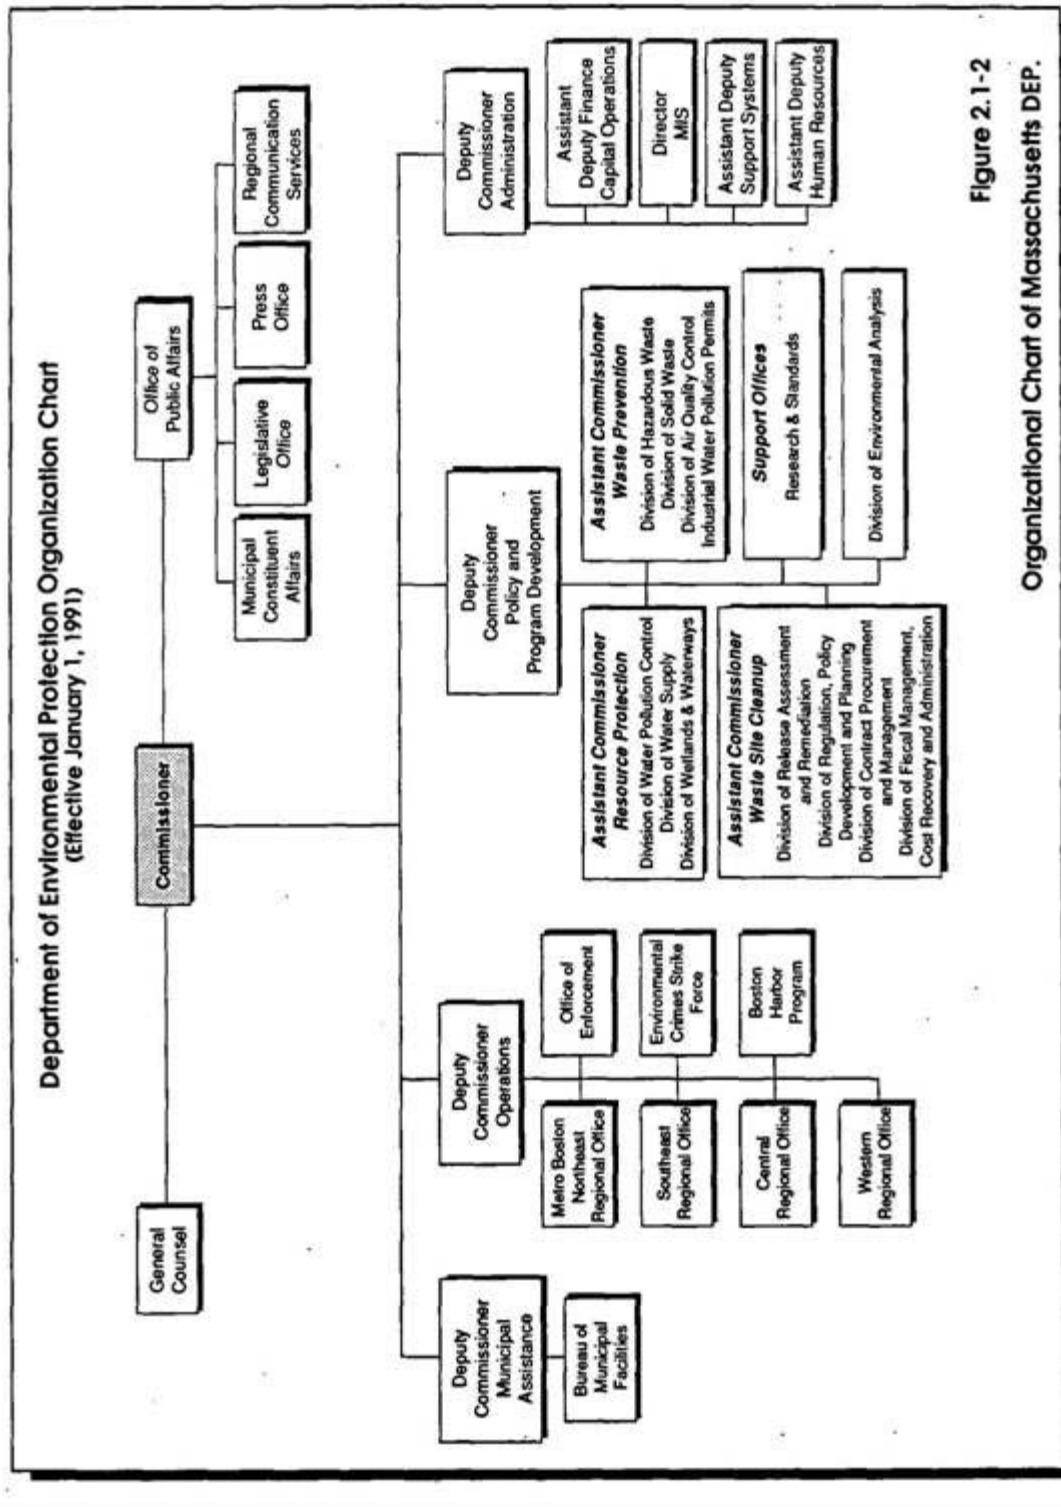 Department of Environmental Protection Organization Chart
(Effective January 1, 1991)
General
Counsel
Commissioner
Office of
Public Affairs
Municipal
Constituent
Affairs
Legislative
Office
Press
Office
Regional
Communication
Services
Deputy
Commissioner
Municipal
Assistance
Bureau of
Municipal
Facilities
Deputy
Commissioner
Operations
Metro Boston
Northeast
Regional Office
Office of
Enforcement
Southeast
Regional Office
Environmental
Crimes Strike
Force
Central
Regional Office
Boston
Harbor
Program
Western
Regional Office
Deputy
Commissioner
Policy and
Program Development
Assistant Commissioner
Resource Protection
Division of Water Pollution Control
Division of Water Supply
Division of Wetlands & Waterways
Assistant Commissioner
Waste Prevention
Division of Hazardous Waste
Division of Solid Waste
Division of Air Quality Control
Industrial Water Pollution Permits
Assistant Commissioner
Waste Site Cleanup
Division of Release Assessment
and Remediation
Division of Regulation, Policy
Development and Planning
Division of Contract Procurement
and Management
Division of Fiscal Management,
Cost Recovery and Administration
Support Offices
Research & Standards
Division of Environmental Analysis
Deputy
Commissioner
Administration
Assistant
Deputy Finance
Capital Operations
Director
MIS
Assistant Deputy
Support Systems
Assistant Deputy
Human Resources
Figure 2.1-2
Organizational Chart of Massachusetts DEP.